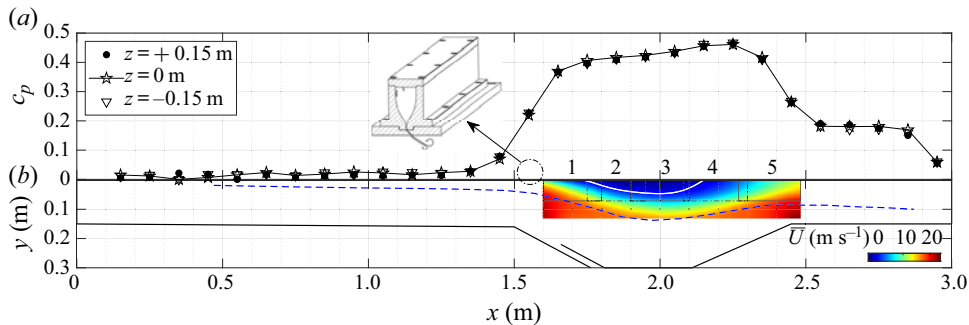 (a)
0.5
0.4
0.3
0.2
0.1
0
c_p
z = + 0.15 m
z = 0 m
z = −0.15 m
(b)
1 2 3 4 5
0
0.1
0.2
0.3
y (m)
U̅ (m s⁻¹) 0 10 20
0 0.5 1.0 1.5 2.0 2.5 3.0
x (m)